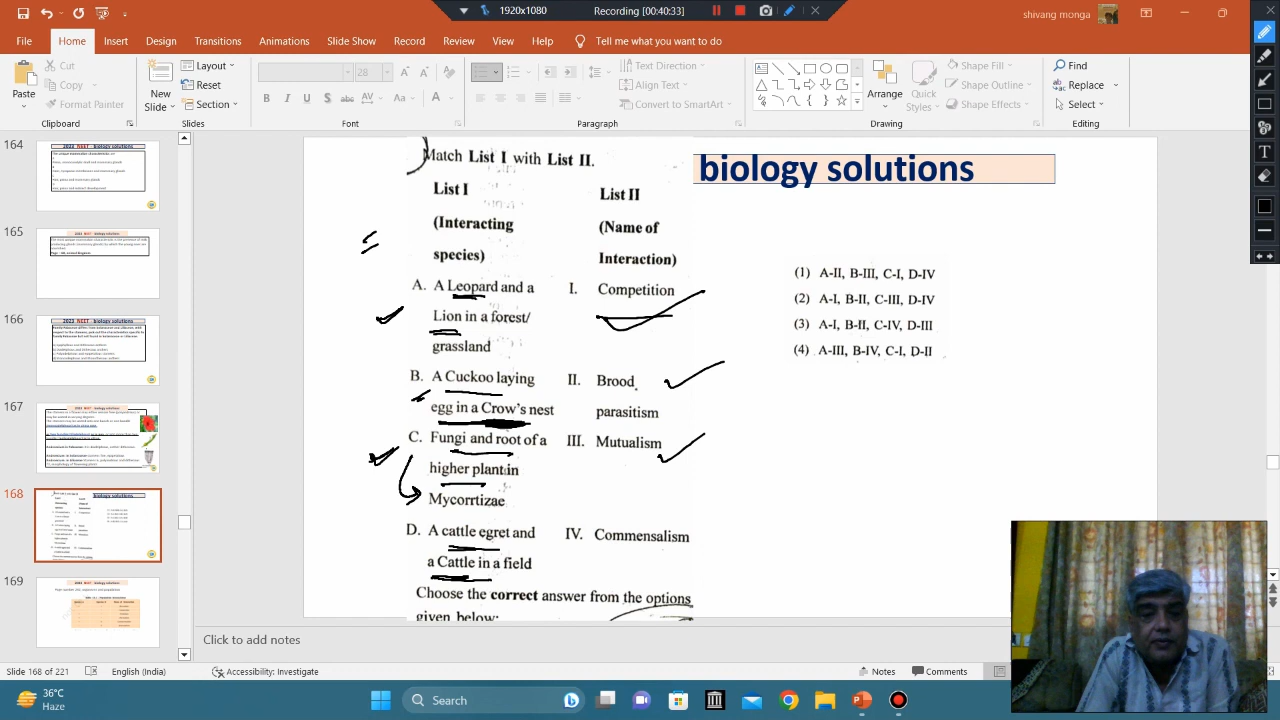 1920x1080
Recording [00:40:33]
shivang monga
File Home Insert Design Transitions Animations Slide Show Record Review View Help Tell me what you want to do
Paste
Cut
Copy
Format Painter
Clipboard
New Slide
Layout
Reset
Section
Slides
28
Font
Paragraph
Text Direction
Align Text
Convert to SmartArt
Arrange
Quick Styles
Shape Fill
Shape Outline
Shape Effects
Drawing
Find
Replace
Select
Editing
164
165
166
167
168
169
Match List I with List II.
biology solutions
List I
List II
(Interacting
(Name of
species)
Interaction)
A. A Leopard and a
I. Competition
Lion in a forest/
grassland
B. A Cuckoo laying
II. Brood
egg in a Crow's nest
parasitism
C. Fungi and root of a
III. Mutualism
higher plant in
Mycorrtizae
D. A cattle egret and
IV. Commensalism
a Cattle in a field
Choose the correct answer from the options
given below:
(1) A-II, B-III, C-I, D-IV
(2) A-I, B-II, C-III, D-IV
(3) A-I, B-II, C-IV, D-III
(4) A-III, B-IV, C-I, D-II
Click to add notes
Slide 168 of 221
English (India)
Accessibility: Investigate
Notes
Comments
36°C
Haze
Search